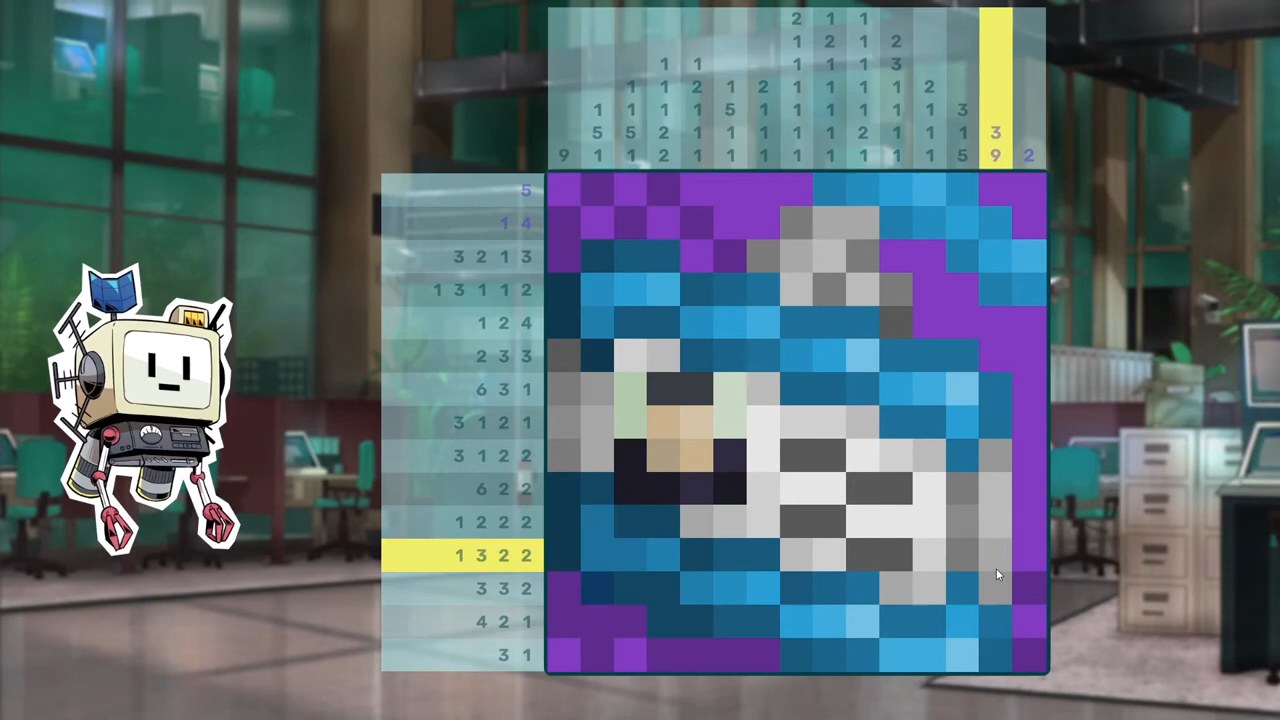 2 1 1
1 2 1 2
1 1 1 1 1 3
1 1 2 1 2 1 1 1 1 2
1 1 1 1 5 1 1 1 1 1 1 3
5 5 2 1 1 1 1 1 2 1 1 1 3
9 1 1 2 1 1 1 1 1 1 1 1 5 9 2
5
1 4
3 2 1 3
1 3 1 1 2
1 2 4
2 3 3
6 3 1
3 1 2 1
3 1 2 2
6 2 2
1 2 2 2
1 3 2 2
3 3 2
4 2 1
3 1